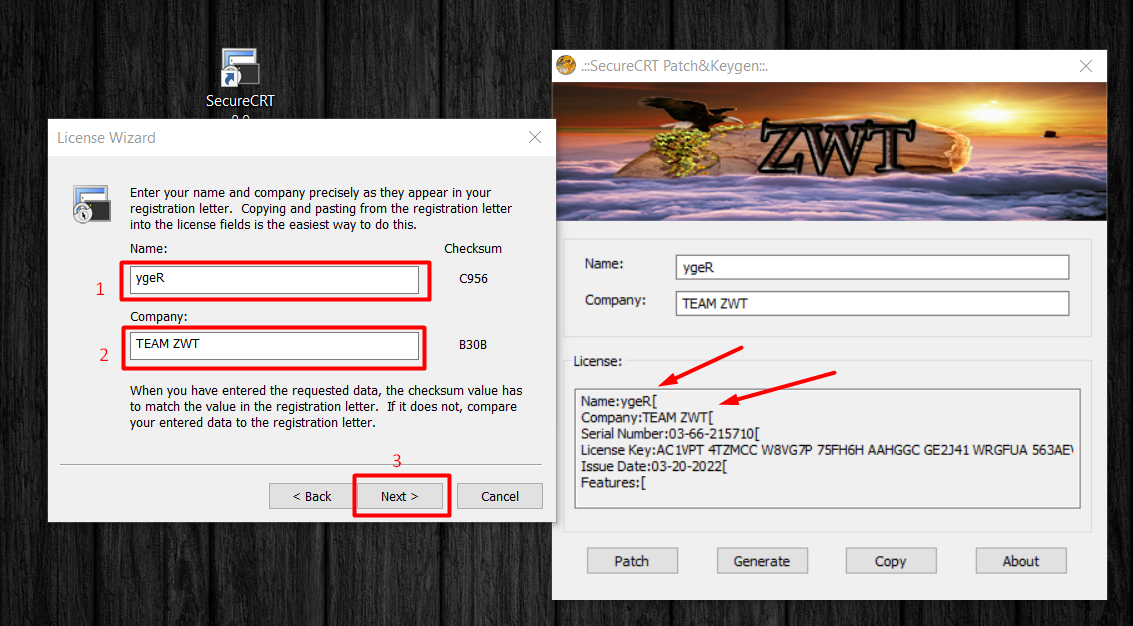 SecureCRT
License Wizard
Enter your name and company precisely as they appear in your
registration letter. Copying and pasting from the registration letter
into the license fields is the easiest way to do this.
Name:
Checksum
1
ygeR
C956
Company:
2
TEAM ZWT
B30B
When you have entered the requested data, the checksum value has
to match the value in the registration letter. If it does not, compare
your entered data to the registration letter.
3
< Back
Next >
Cancel
.::SecureCRT Patch&Keygen::.
ZWT
Name:
ygeR
Company:
TEAM ZWT
License:
Name:ygeR[
Company:TEAM ZWT[
Serial Number:03-66-215710[
License Key:AC1VPT 4TZMCC W8VG7P 75FH6H AAHGGC GE2J41 WRGFUA
Issue Date:03-20-2022[
Features:[
Patch
Generate
Copy
About